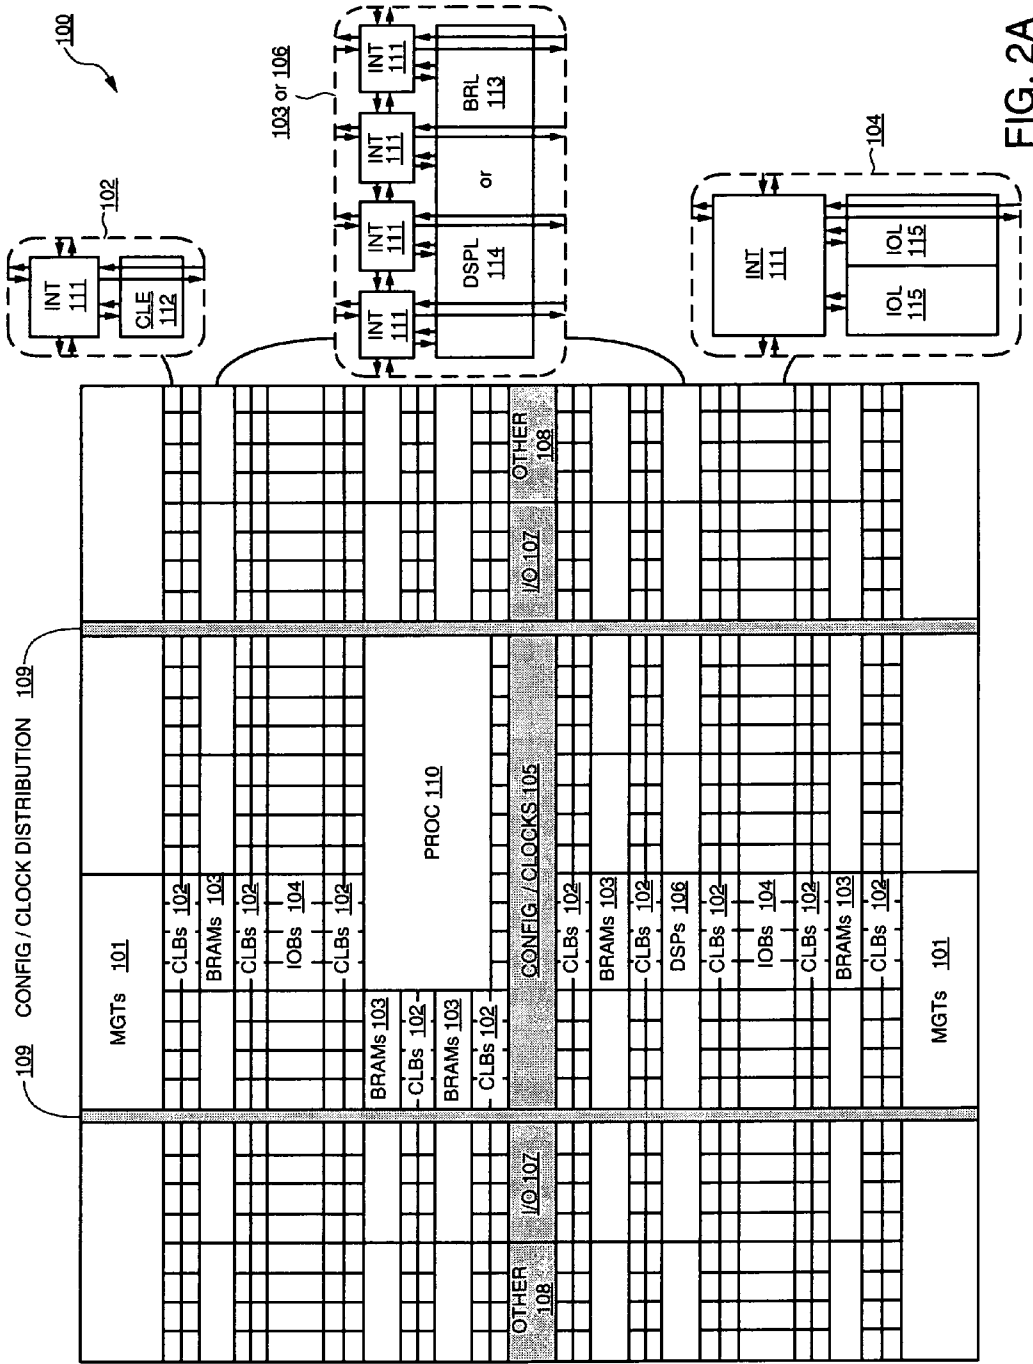 109 CONFIG / CLOCK DISTRIBUTION 109
100
MGTs 101
CLBs 102
BRAMs 103
CLBs 102
IOBs 104
CLBs 102
PROC 110
BRAMs 103
CLBs 102
BRAMs 103
CLBs 102
OTHER 108
I/O 107
CONFIG / CLOCKS 105
I/O 107
OTHER 108
CLBs 102
BRAMs 103
CLBs 102
DSPs 106
CLBs 102
IOBs 104
CLBs 102
BRAMs 103
CLBs 102
MGTs 101
102
INT 111
CLE 112
103 or 106
INT 111
INT 111
INT 111
INT 111
DSPL 114
or
BRL 113
104
INT 111
IOL 115
IOL 115
FIG. 2A